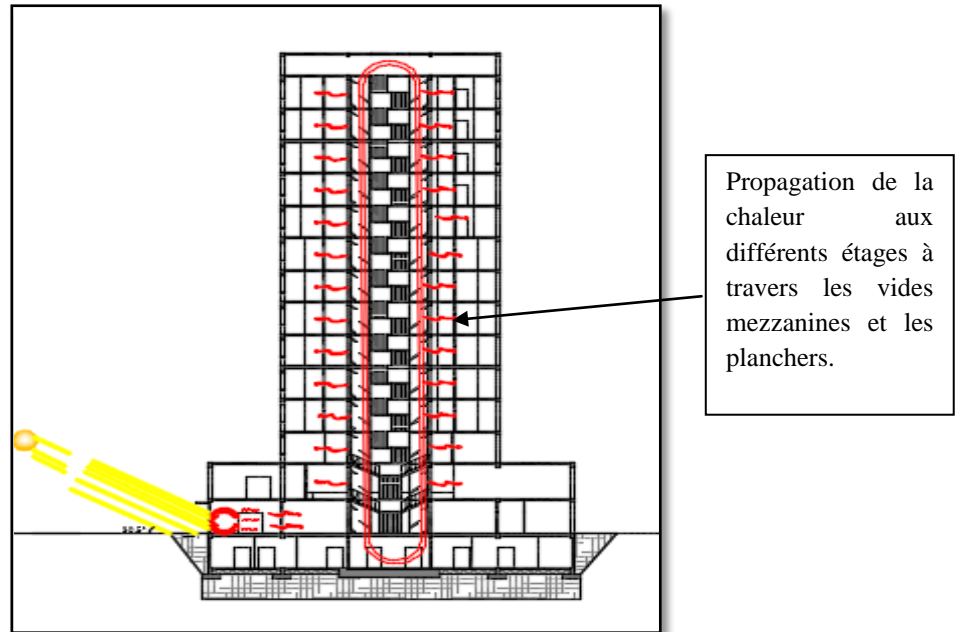 Propagation de la
chaleur aux
différents étages à
travers les vides
mezzanines et les
planchers.